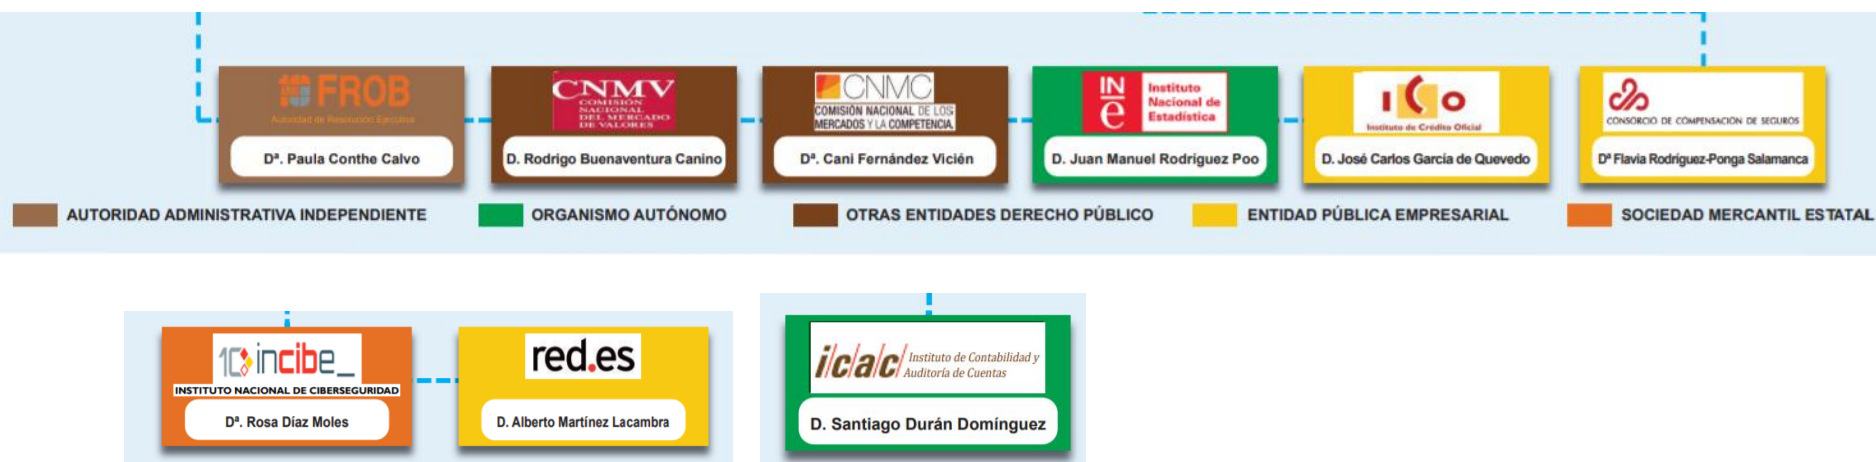 FROB
Autoridad de Resolución Ejecutiva
Dª. Paula Conthe Calvo
CNMV
COMISIÓN
NACIONAL
DEL MERCADO
DE VALORES
D. Rodrigo Buenaventura Canino
CNMC
COMISIÓN NACIONAL DE LOS
MERCADOS Y LA COMPETENCIA
Dª. Cani Fernández Vicién
INe
Instituto
Nacional de
Estadística
D. Juan Manuel Rodríguez Poo
ICO
Instituto de Crédito Oficial
D. José Carlos García de Quevedo
CONSORCIO DE COMPENSACIÓN DE SEGUROS
Dª Flavia Rodríguez-Ponga Salamanca
AUTORIDAD ADMINISTRATIVA INDEPENDIENTE
ORGANISMO AUTÓNOMO
OTRAS ENTIDADES DERECHO PÚBLICO
ENTIDAD PÚBLICA EMPRESARIAL
SOCIEDAD MERCANTIL ESTATAL
10 incibe_
INSTITUTO NACIONAL DE CIBERSEGURIDAD
Dª. Rosa Díaz Moles
red.es
D. Alberto Martínez Lacambra
icac
Instituto de Contabilidad y
Auditoría de Cuentas
D. Santiago Durán Domínguez